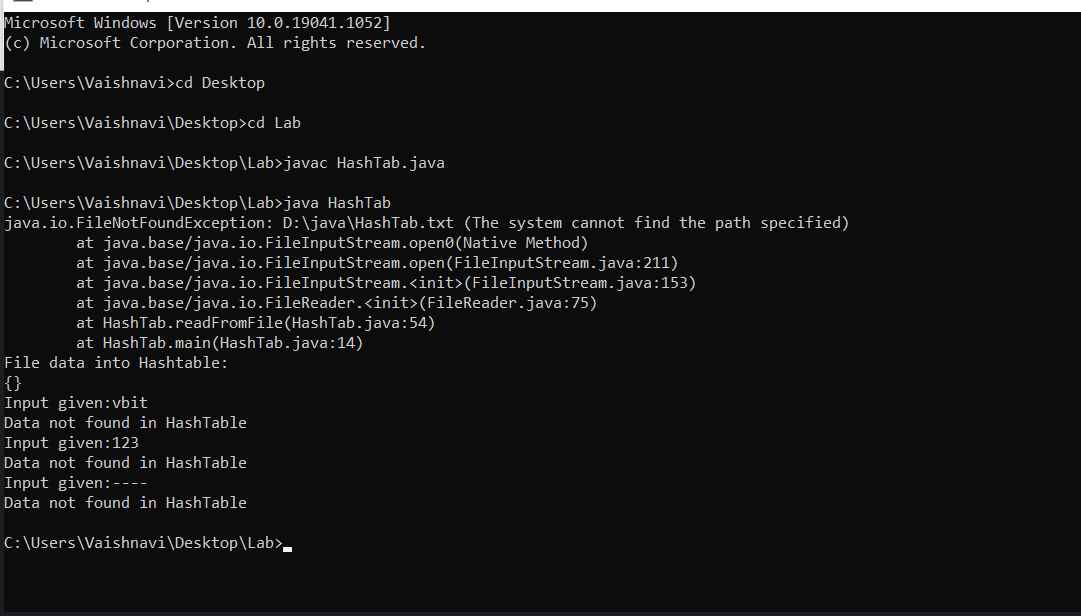 Microsoft Windows [Version 10.0.19041.1052]
(c) Microsoft Corporation. All rights reserved.
C:\Users\Vaishnavi>cd Desktop
C:\Users\Vaishnavi\Desktop>cd Lab
C:\Users\Vaishnavi\Desktop\Lab>javac HashTab.java
C:\Users\Vaishnavi\Desktop\Lab>java HashTab
java.io.FileNotFoundException: D:\java\HashTab.txt (The system cannot find the path specified)
        at java.base/java.io.FileInputStream.open0(Native Method)
        at java.base/java.io.FileInputStream.open(FileInputStream.java:211)
        at java.base/java.io.FileInputStream.<init>(FileInputStream.java:153)
        at java.base/java.io.FileReader.<init>(FileReader.java:75)
        at HashTab.readFromFile(HashTab.java:54)
        at HashTab.main(HashTab.java:14)
File data into Hashtable:
{}
Input given:vbit
Data not found in HashTable
Input given:123
Data not found in HashTable
Input given:----
Data not found in HashTable
C:\Users\Vaishnavi\Desktop\Lab>